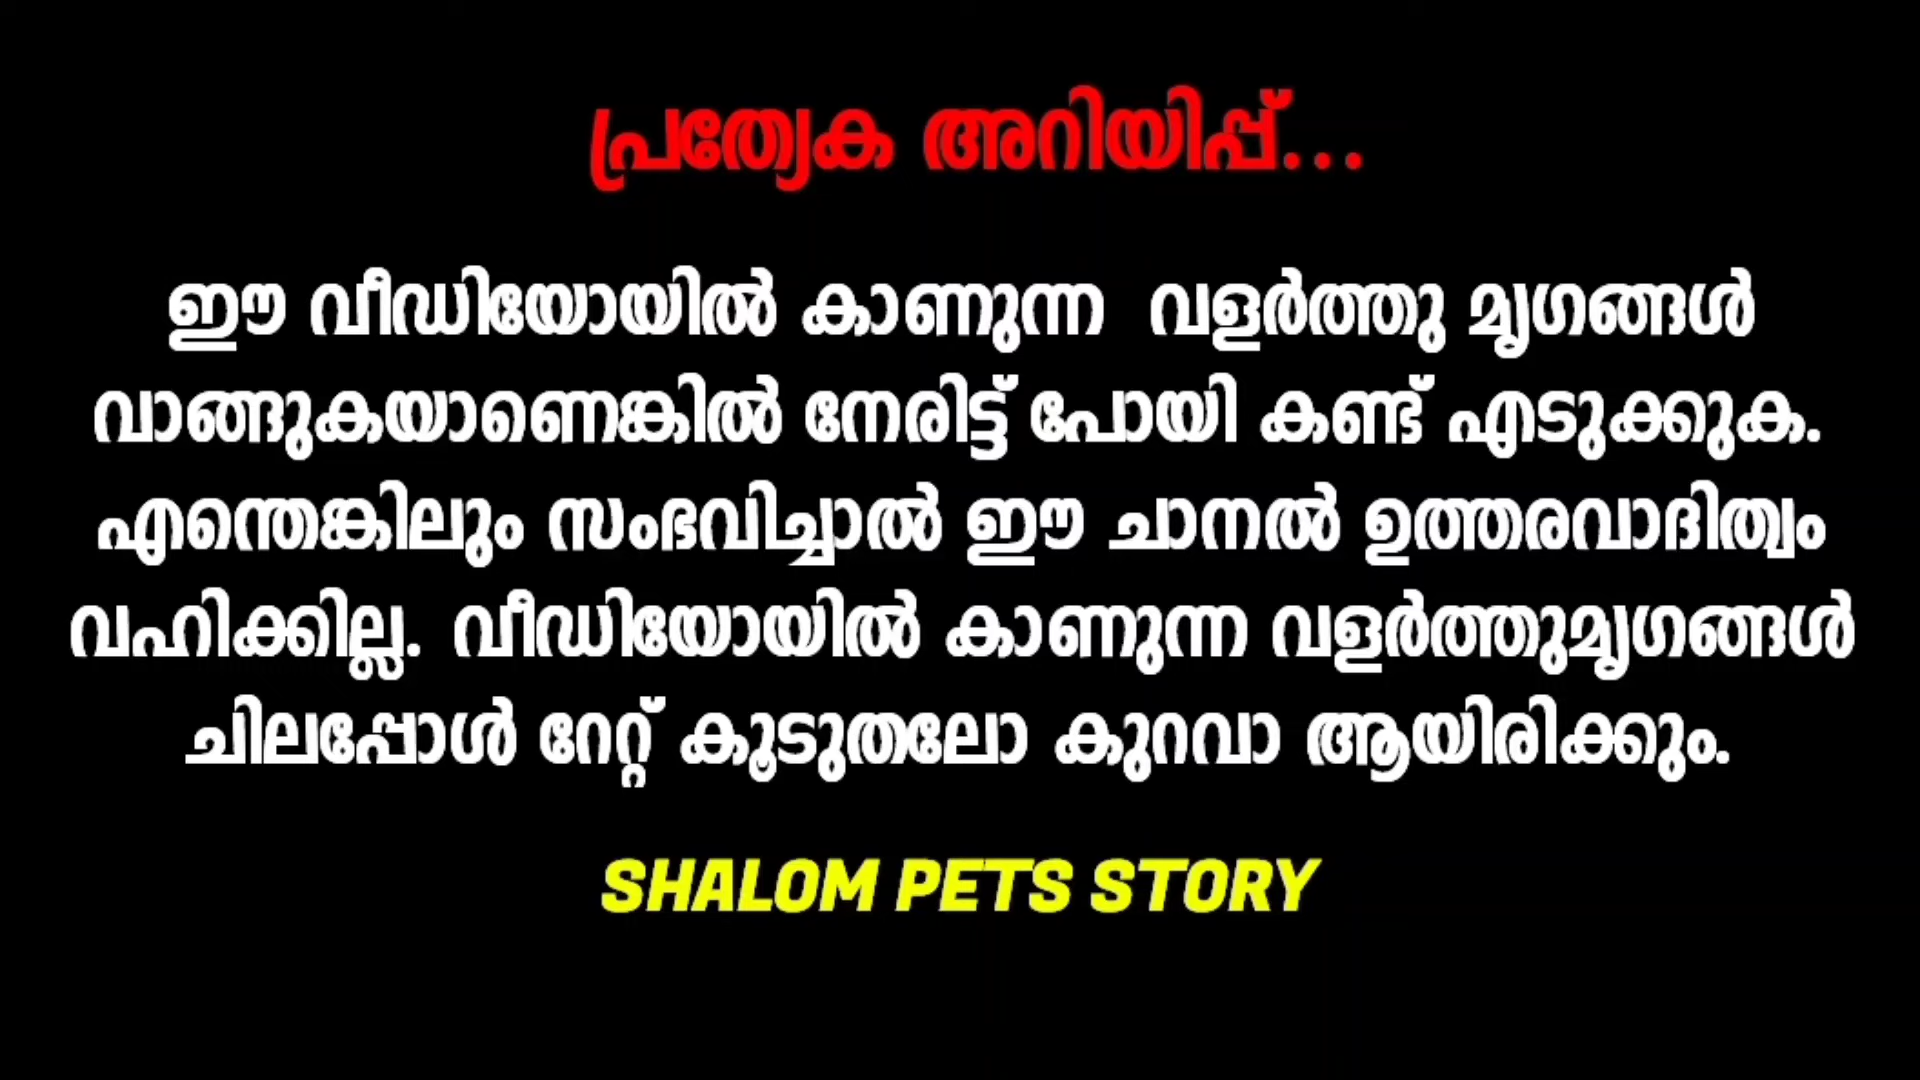 പ്രത്യേക അറിയിപ്പ്...
ഈ വീഡിയോയിൽ കാണുന്ന വളർത്തു മൃഗങ്ങൾ
വാങ്ങുകയാണെങ്കിൽ നേരിട്ട് പോയി കണ്ട് എടുക്കുക.
എന്തെങ്കിലും സംഭവിച്ചാൽ ഈ ചാനൽ ഉത്തരവാദിത്വം
വഹിക്കില്ല. വീഡിയോയിൽ കാണുന്ന വളർത്തുമൃഗങ്ങൾ
ചിലപ്പോൾ റേറ്റ് കൂടുതലോ കുറവാ ആയിരിക്കും.
SHALOM PETS STORY